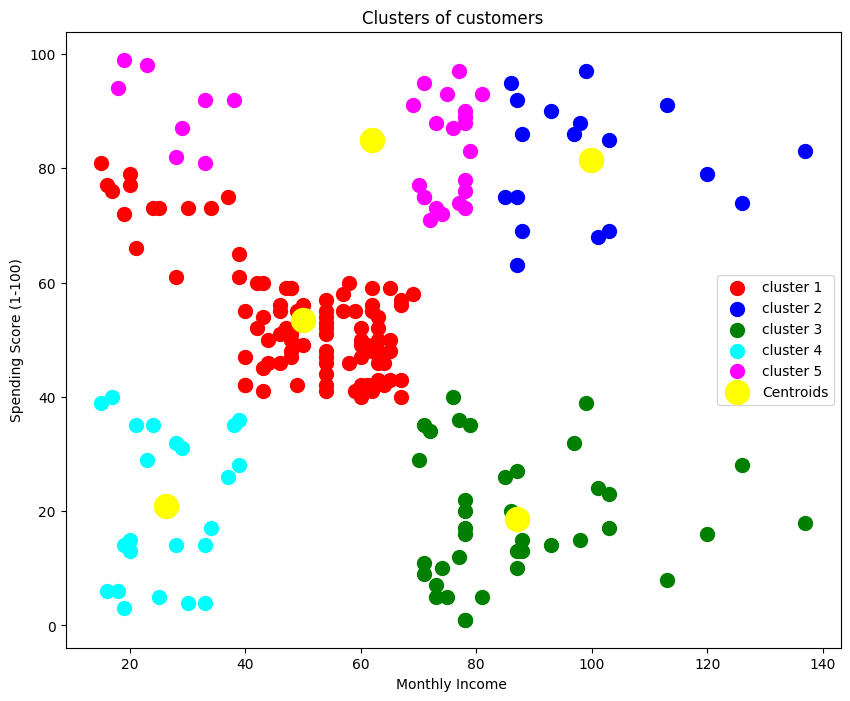 Clusters of customers
100
80
60
40
20
0
Spending Score (1-100)
cluster 1
cluster 2
cluster 3
cluster 4
cluster 5
Centroids
20 40 60 80 100 120 140
Monthly Income